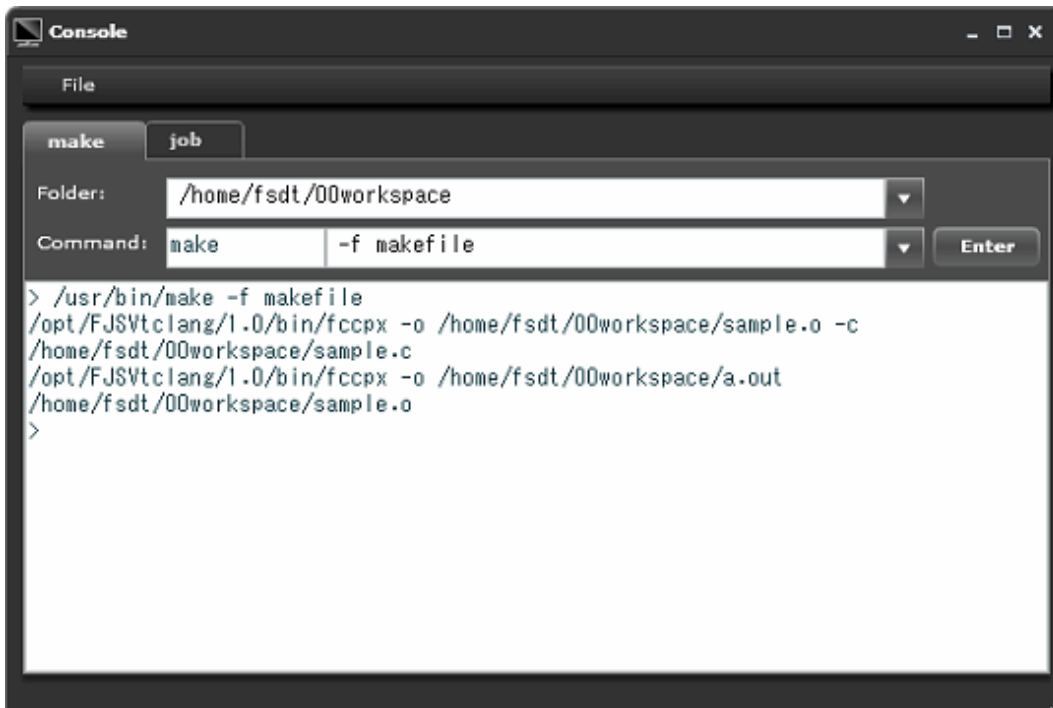 Console
File
make job
Folder: /home/fsdt/00workspace
Command: make -f makefile Enter
> /usr/bin/make -f makefile
/opt/FJSVtclang/1.0/bin/fccpx -o /home/fsdt/00workspace/sample.o -c
/home/fsdt/00workspace/sample.c
/opt/FJSVtclang/1.0/bin/fccpx -o /home/fsdt/00workspace/a.out
/home/fsdt/00workspace/sample.o
>